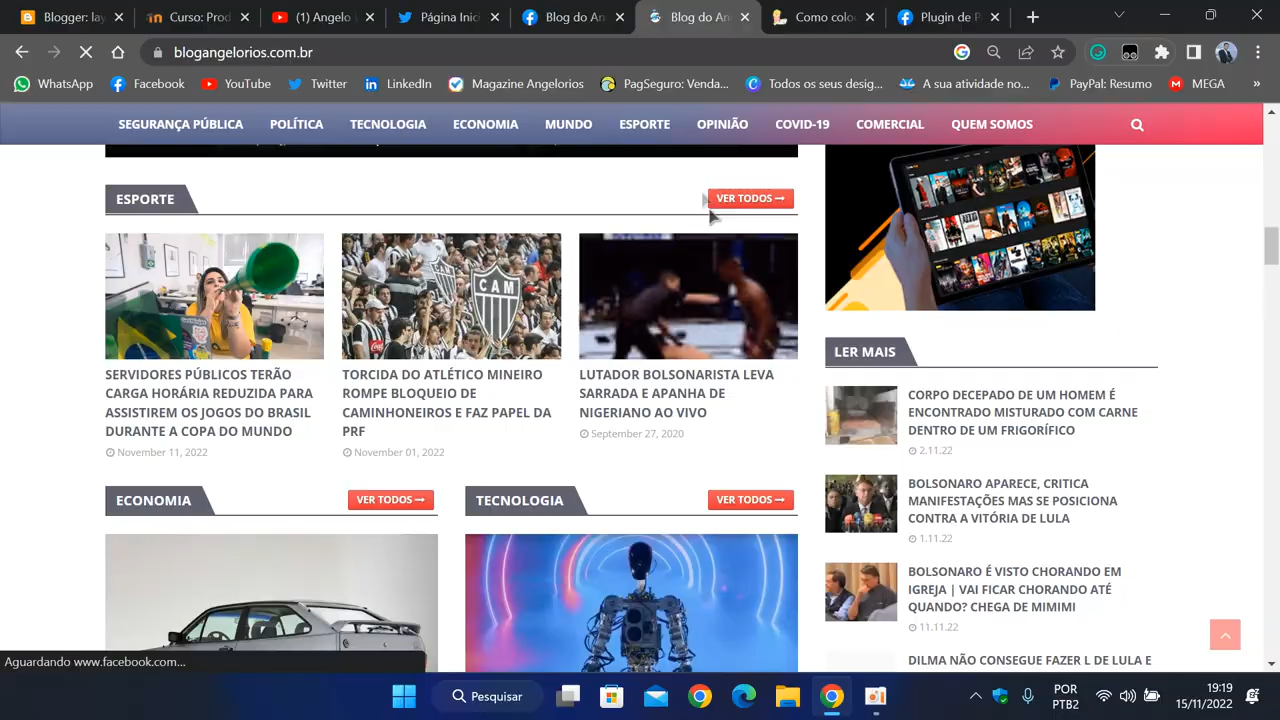 Blogger: lay
Curso: Prod
Angelo
Página Inic
Blog do An
Blog do An
Como colo
Plugin de P
blogangelorios.com.br
WhatsApp
Facebook
YouTube
Twitter
LinkedIn
Magazine Angelorios
PagSeguro: Venda...
Todos os seus desig...
A sua atividade no...
PayPal: Resumo
MEGA
»
SEGURANÇA PÚBLICA
POLÍTICA
TECNOLOGIA
ECONOMIA
MUNDO
ESPORTE
OPINIÃO
COVID-19
COMERCIAL
QUEM SOMOS
ESPORTE
VER TODOS
CAM
SERVIDORES PÚBLICOS TERÃO
CARGA HORÁRIA REDUZIDA PARA
ASSISTIREM OS JOGOS DO BRASIL
DURANTE A COPA DO MUNDO
November 11, 2022
TORCIDA DO ATLÉTICO MINEIRO
ROMPE BLOQUEIO DE
CAMINHONEIROS E FAZ PAPEL DA
PRF
November 01, 2022
LUTADOR BOLSONARISTA LEVA
SARRADA E APANHA DE
NIGERIANO AO VIVO
September 27, 2020
ECONOMIA
VER TODOS
TECNOLOGIA
VER TODOS
LER MAIS
CORPO DECEPADO DE UM HOMEM É
ENCONTRADO MISTURADO COM CARNE
DENTRO DE UM FRIGORÍFICO
2.11.22
BOLSONARO APARECE, CRITICA
MANIFESTAÇÕES MAS SE POSICIONA
CONTRA A VITÓRIA DE LULA
1.11.22
BOLSONARO É VISTO CHORANDO EM
IGREJA | VAI FICAR CHORANDO ATÉ
QUANDO? CHEGA DE MIMIMI
11.11.22
DILMA NÃO CONSEGUE FAZER L DE LULA E
Aguardando www.facebook.com...
Pesquisar
POR
PTB2
19:19
15/11/2022